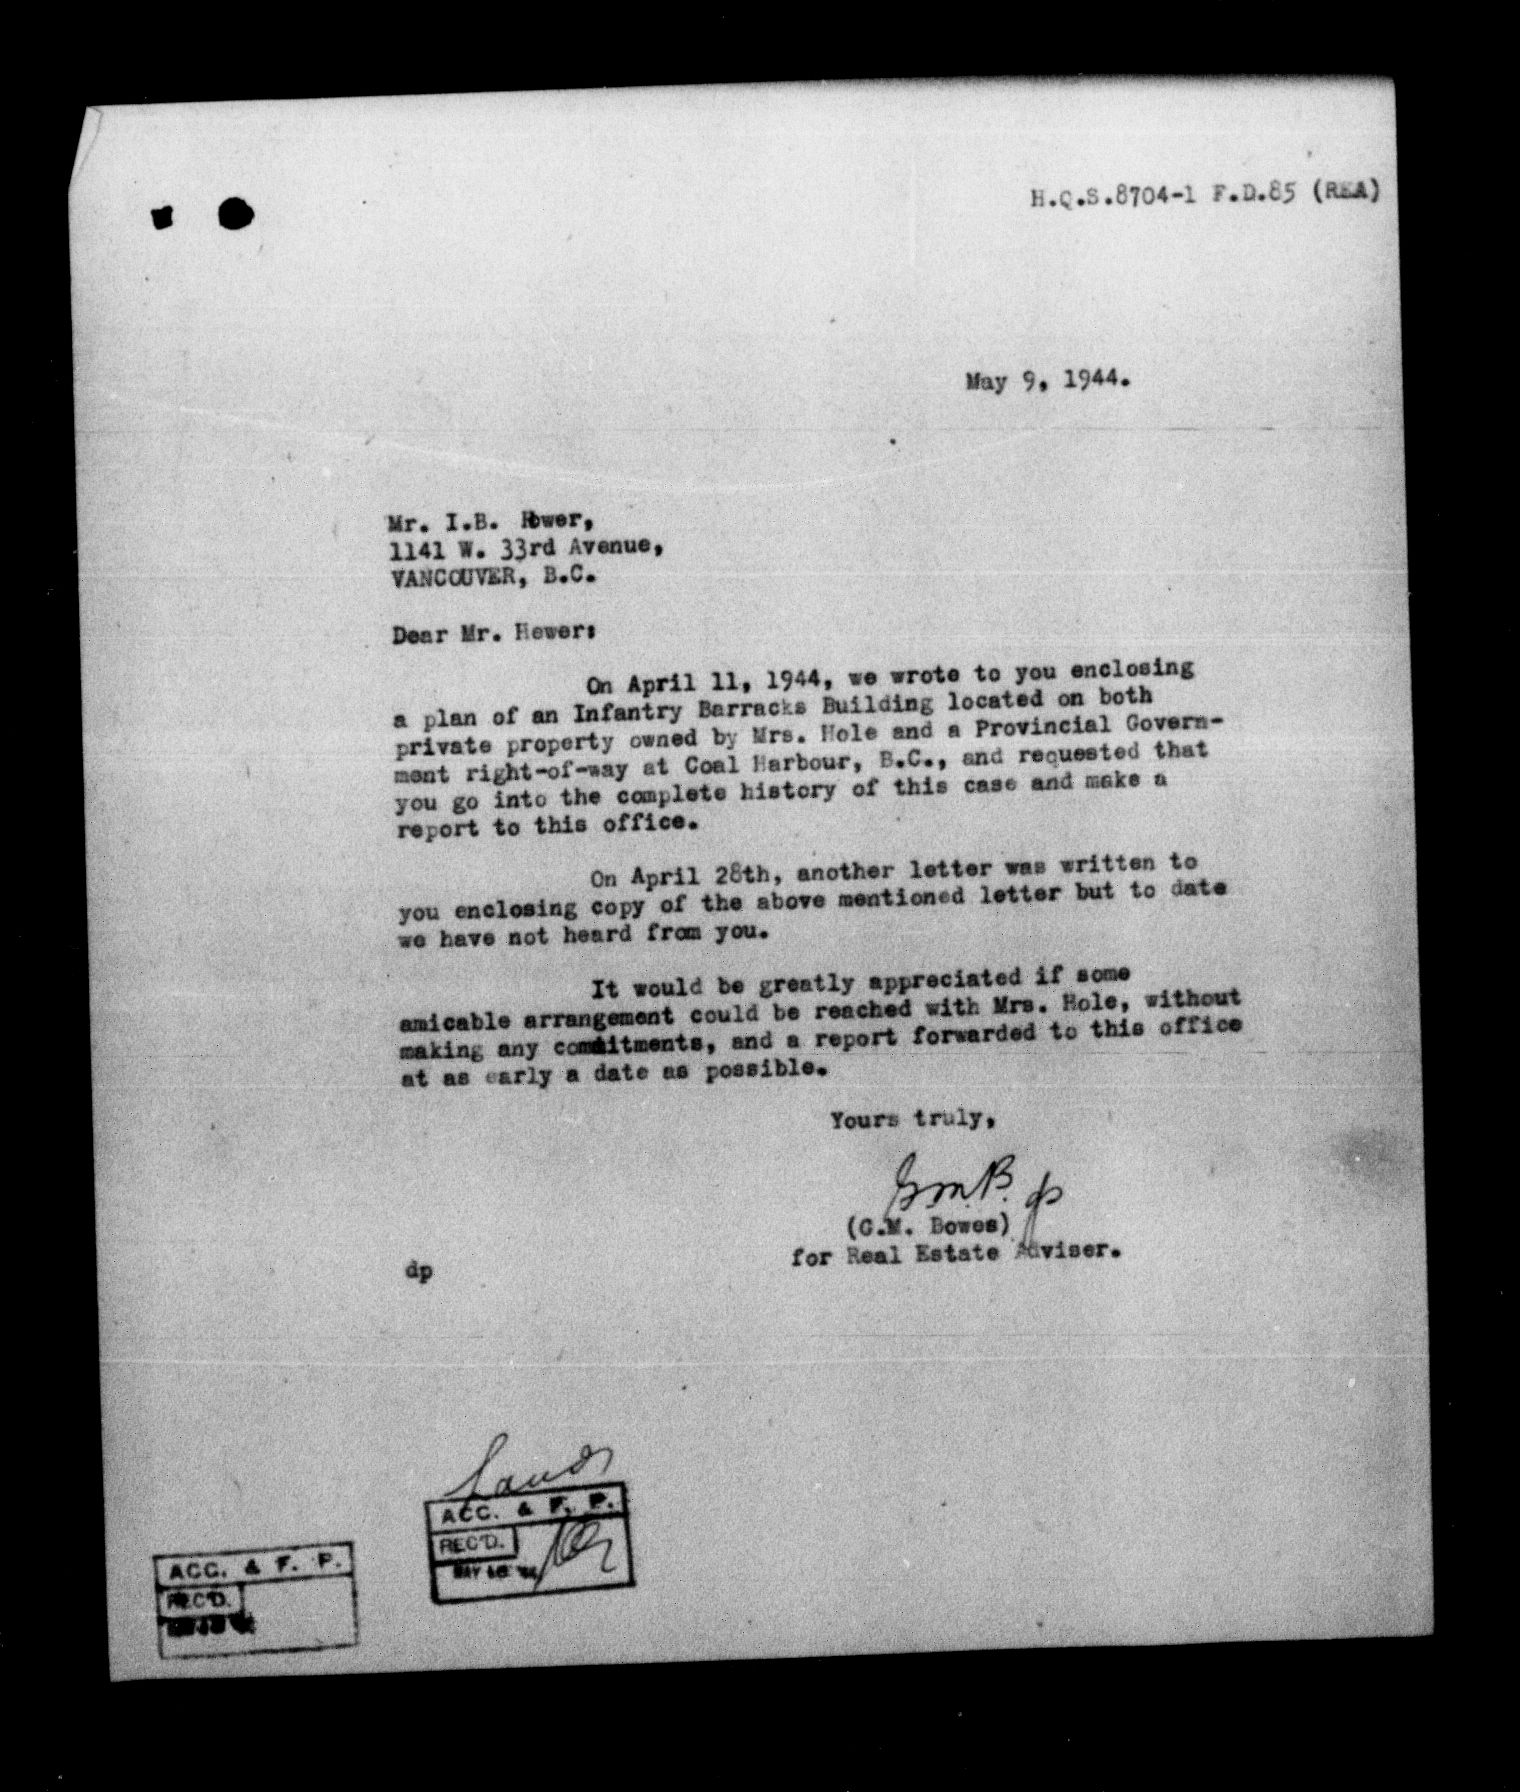 H.Q.S.8704-1 F.D.85 (REA)
May 9, 1944.
Mr. I.B. Hewer,
1141 W. 33rd Avenue,
VANCOUVER, B.C.
Dear Mr. Hewer:
On April 11, 1944, we wrote to you enclosing
a plan of an Infantry Barracks Building located on both
private property owned by Mrs. Hole and a Provincial Govern-
ment right-of-way at Coal Harbour, B.C., and requested that
you go into the complete history of this case and make a
report to this office.
On April 28th, another letter was written to
you enclosing copy of the above mentioned letter but to date
we have not heard from you.
It would be greatly appreciated if some
amicable arrangement could be reached with Mrs. Hole, without
making any commitments, and a report forwarded to this office
at as early a date as possible.
Yours truly,
GMB.
(G.M. Bowes)
for Real Estate Adviser.
dp
Lands
ACC. & F. P.
REC'D.
MAY
ACC. & F. P.
REC'D.